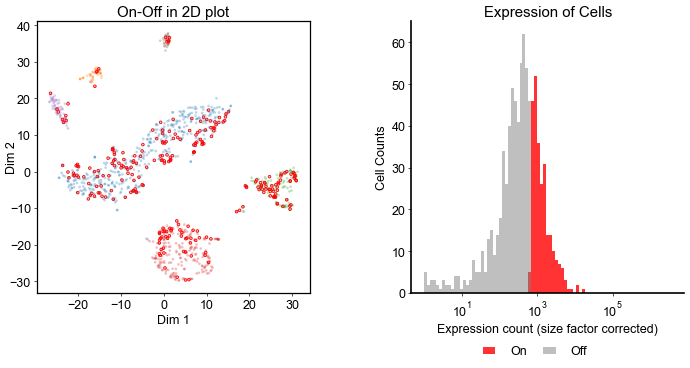 On-Off in 2D plot
40
30
20
10
0
−10
−20
−30
Dim 2
−20 −10 0 10 20 30
Dim 1
Expression of Cells
60
50
40
30
20
10
0
Cell Counts
10^1 10^3 10^5
Expression count (size factor corrected)
On Off